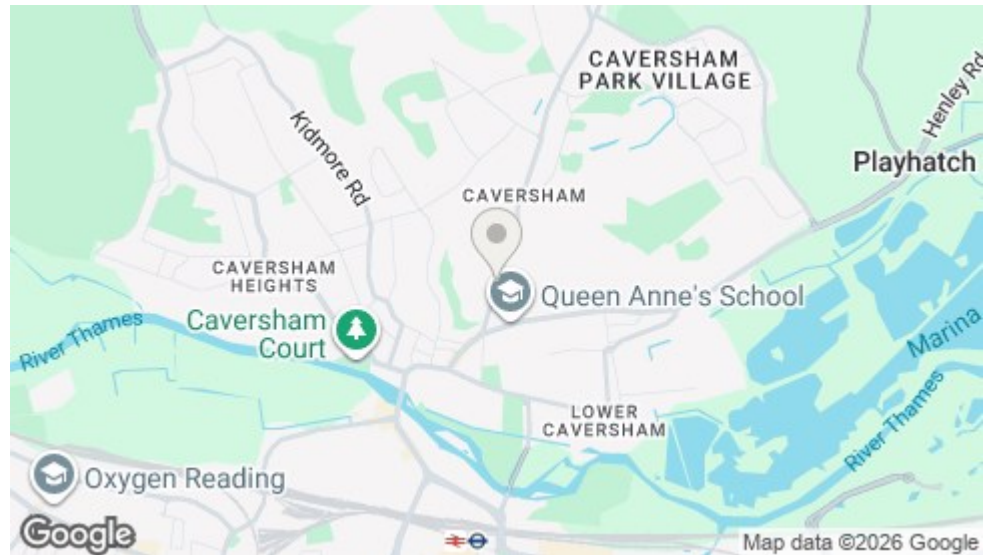 CAVERSHAM
PARK VILLAGE
Henley Rd
Kidmore Rd
Playhatch
CAVERSHAM
CAVERSHAM
HEIGHTS
Queen Anne's School
River Thames
Caversham
Court
Marina
LOWER
CAVERSHAM
River Thames
Oxygen Reading
Google
Map data ©2026 Google